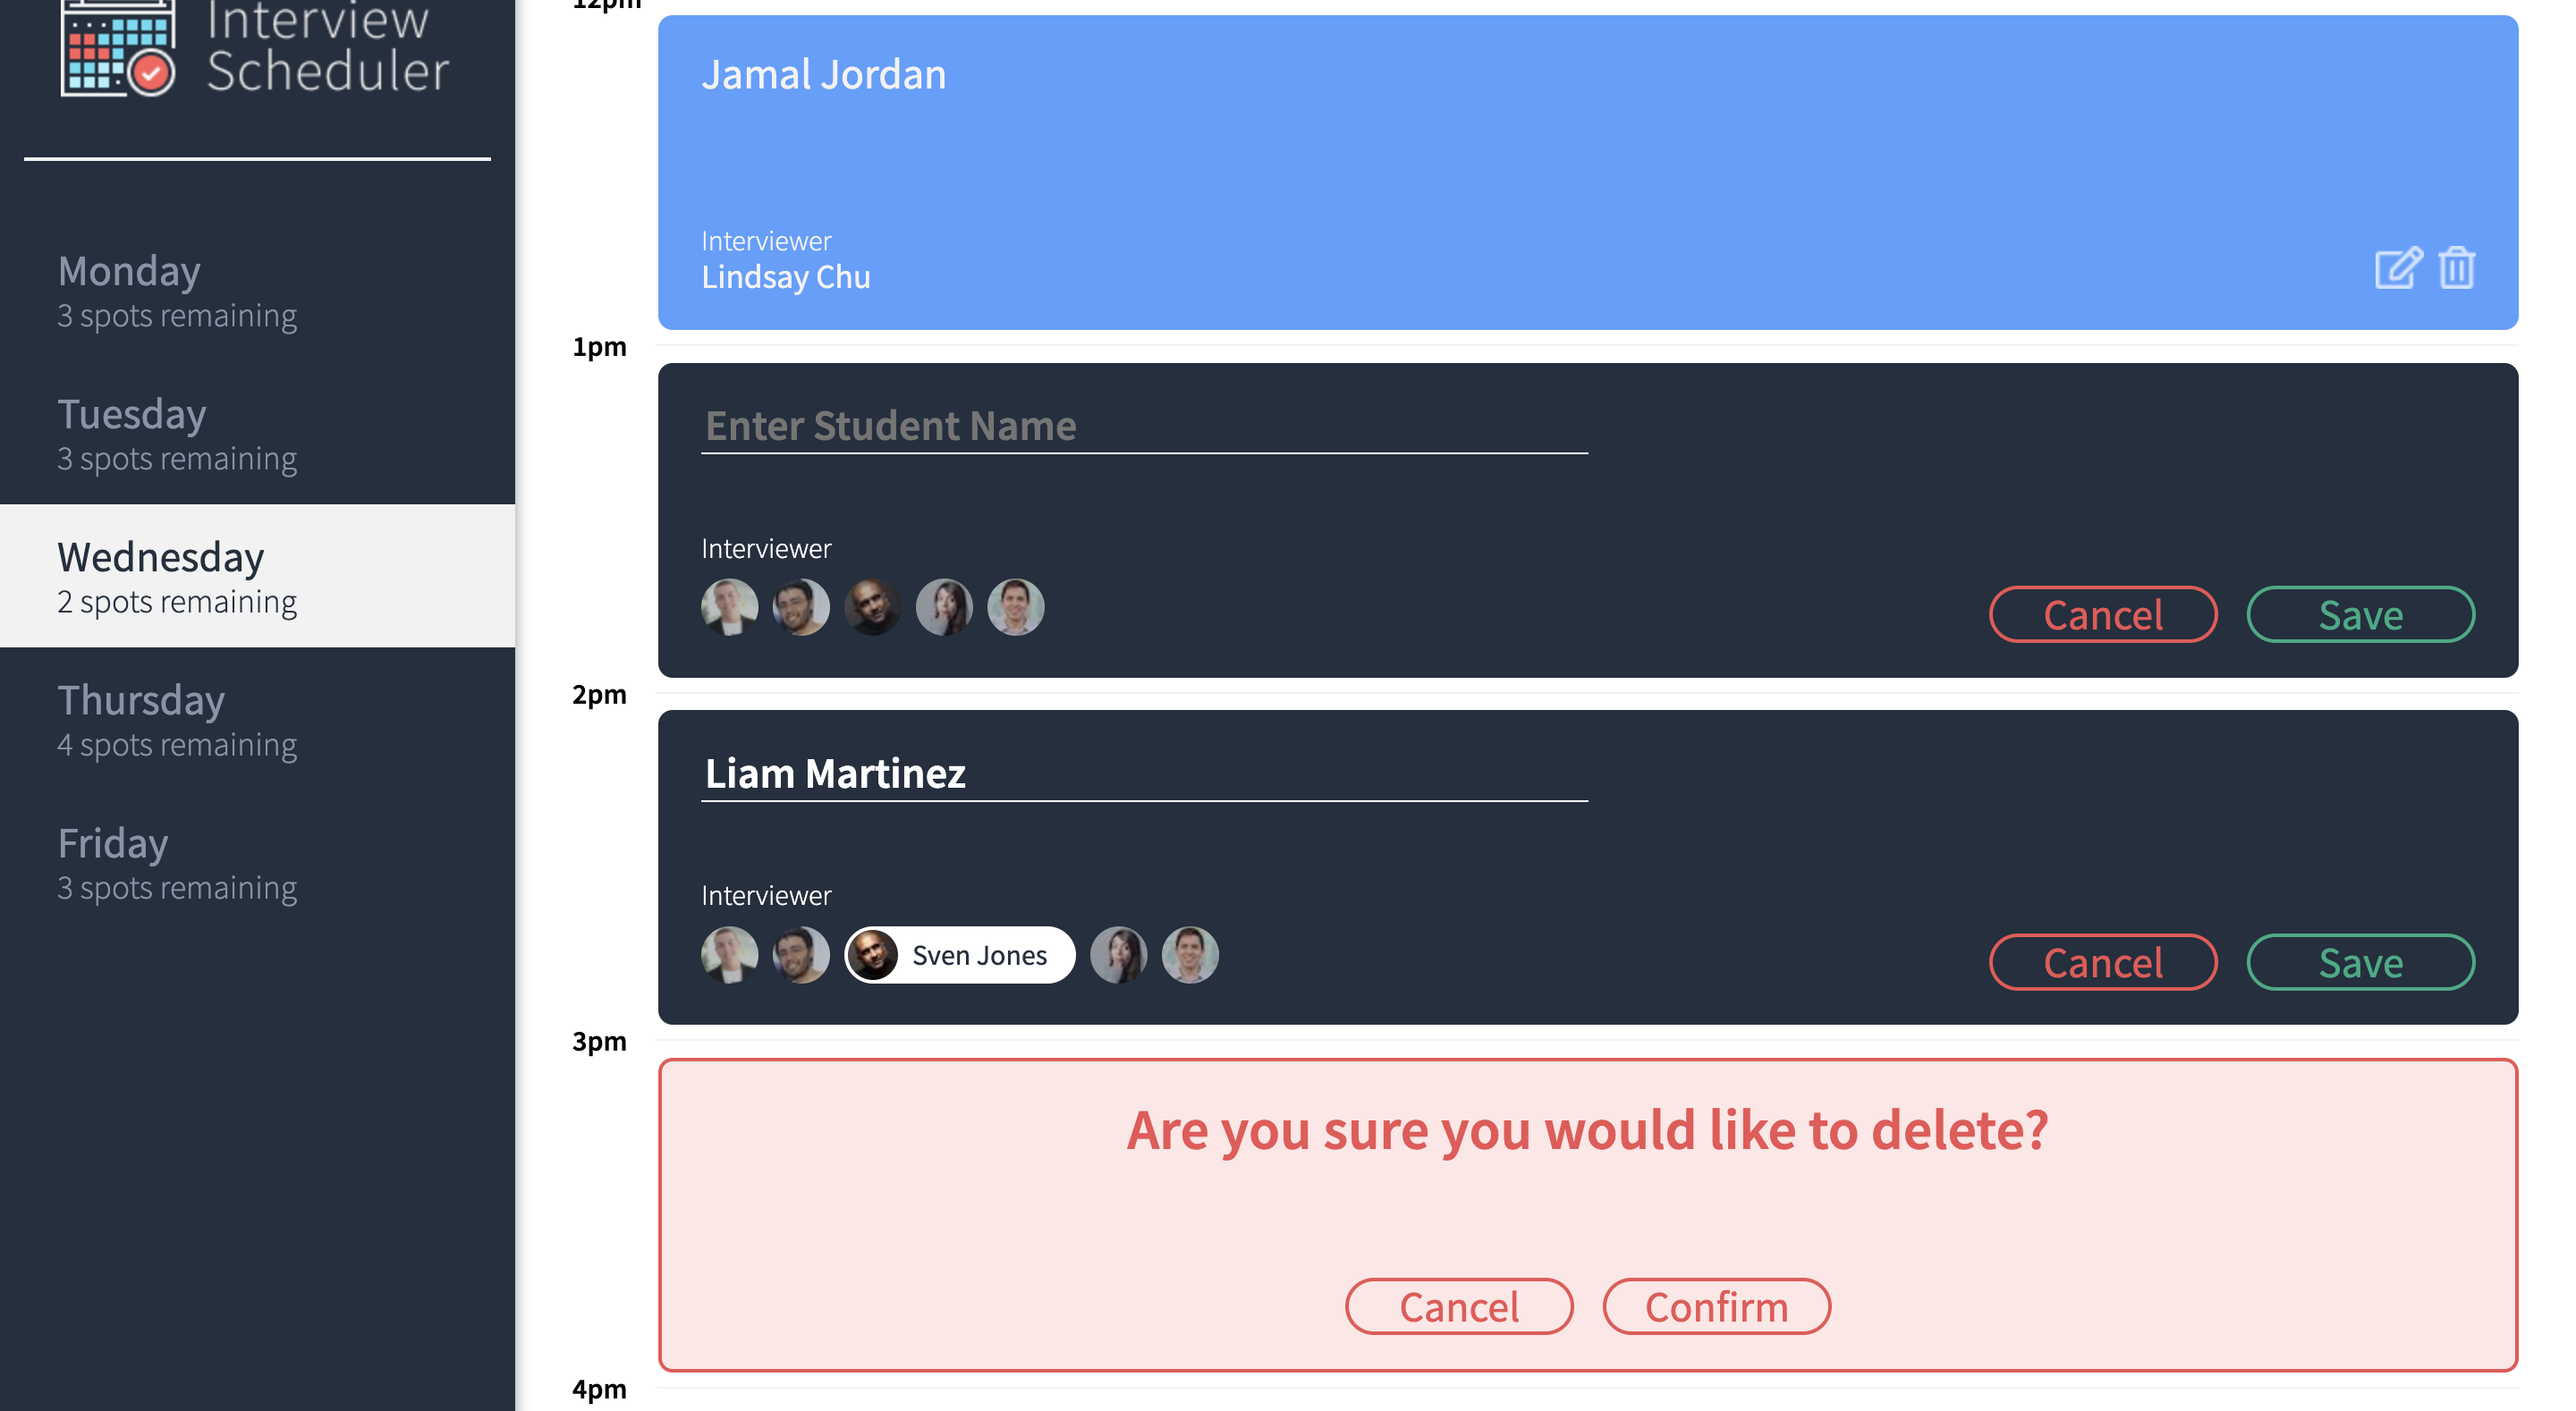 Interview
Scheduler
Monday
3 spots remaining
Tuesday
3 spots remaining
Wednesday
2 spots remaining
Thursday
4 spots remaining
Friday
3 spots remaining
12pm
Jamal Jordan
Interviewer
Lindsay Chu
1pm
Enter Student Name
Interviewer
Cancel
Save
2pm
Liam Martinez
Interviewer
Sven Jones
Cancel
Save
3pm
Are you sure you would like to delete?
Cancel
Confirm
4pm